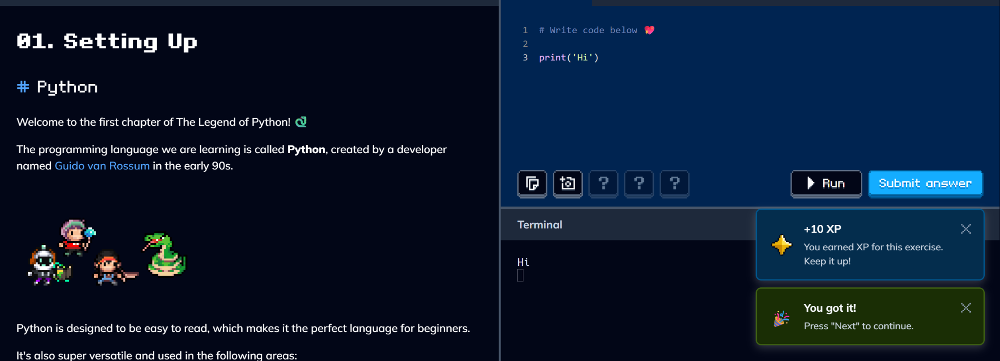 01. Setting Up
# Python
Welcome to the first chapter of The Legend of Python!
The programming language we are learning is called Python, created by a developer
named Guido van Rossum in the early 90s.
Python is designed to be easy to read, which makes it the perfect language for beginners.
It's also super versatile and used in the following areas:
1 # Write code below 💖
2
3 print('Hi')
? ? ?
Run
Submit answer
Terminal
Hi
+10 XP
You earned XP for this exercise.
Keep it up!
You got it!
Press "Next" to continue.